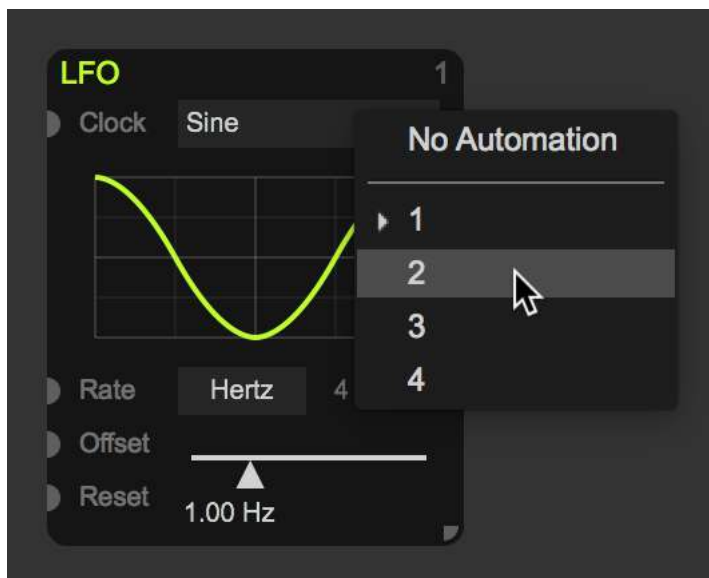 LFO 1
Clock Sine
No Automation
1
2
3
4
Rate Hertz 4
Offset
Reset
1.00 Hz